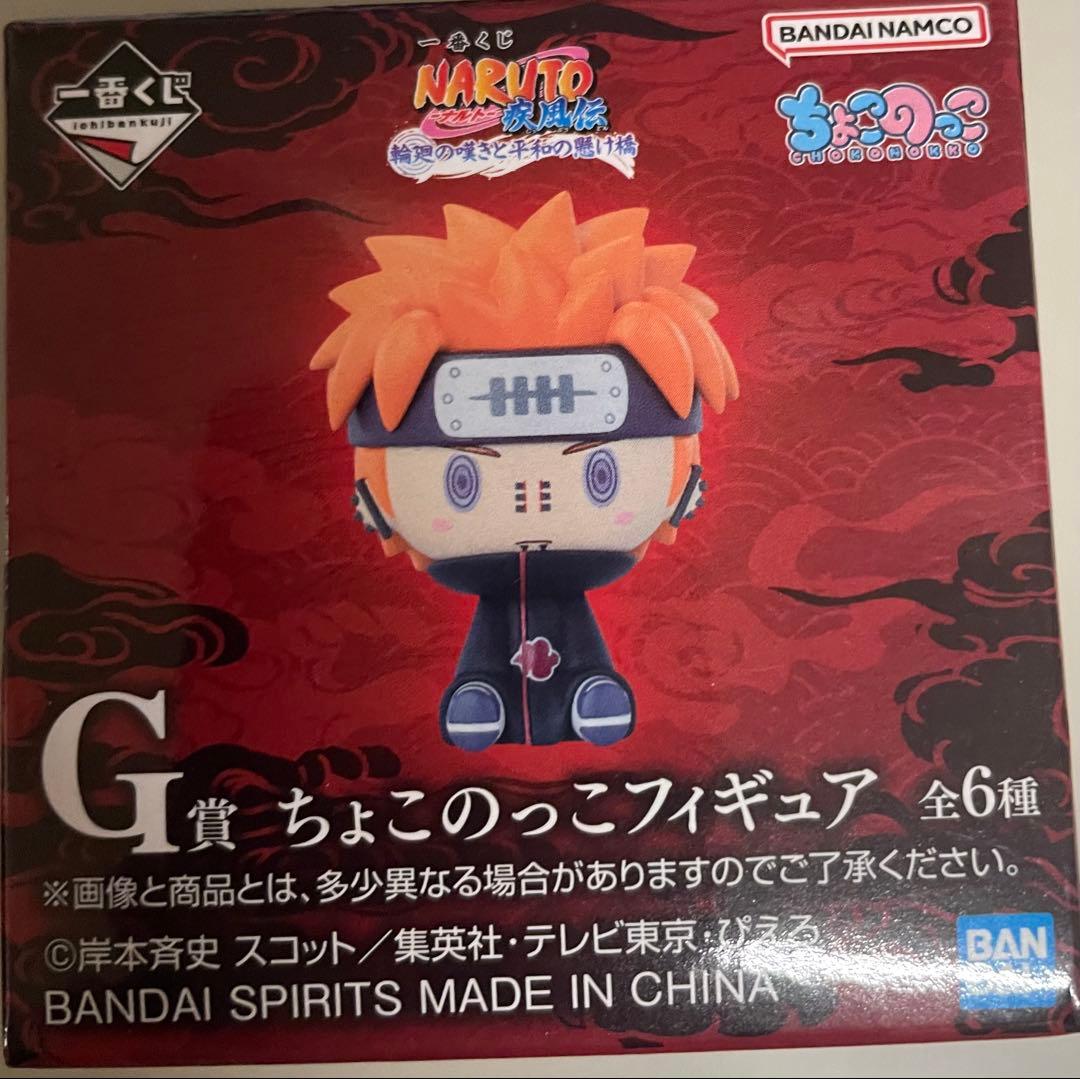 一番くじ
ichibankuji
一番くじ
NARUTO
ーナルトー
疾風伝
輪廻の嘆きと平和の懸け橋
BANDAI NAMCO
ちょこのっこ
CHOKONOKKO
G賞 ちょこのっこフィギュア 全6種
※画像と商品とは、多少異なる場合がありますのでご了承ください。
©岸本斉史 スコット／集英社・テレビ東京・ぴえろ
BANDAI SPIRITS MADE IN CHINA
BAN